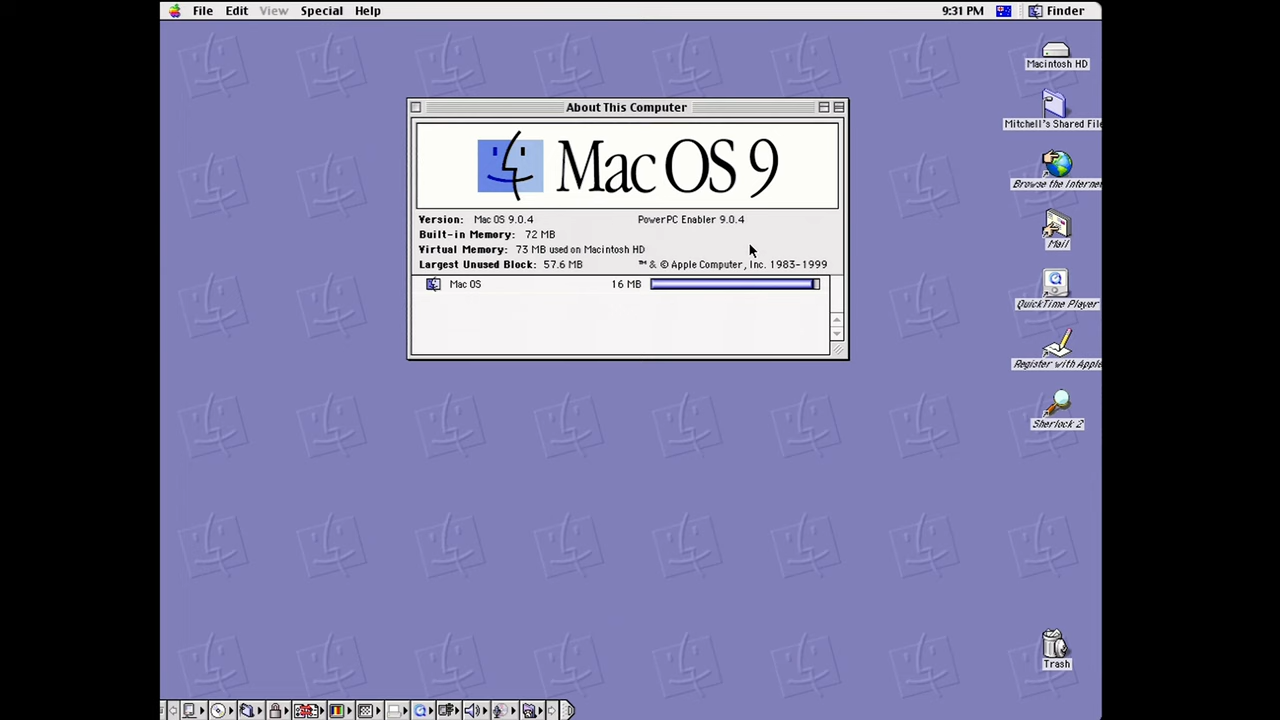 File Edit View Special Help 9:31 PM Finder
Macintosh HD
About This Computer
Mac OS 9
Mitchell's Shared File
Browse the Internet
Version: Mac OS 9.0.4 PowerPC Enabler 9.0.4
Built-in Memory: 72 MB
Virtual Memory: 73 MB used on Macintosh HD
Mail
Largest Unused Block: 57.6 MB ™ & © Apple Computer, Inc. 1983-1999
Mac OS 16 MB
QuickTime Player
Register with Apple
Sherlock 2
Trash